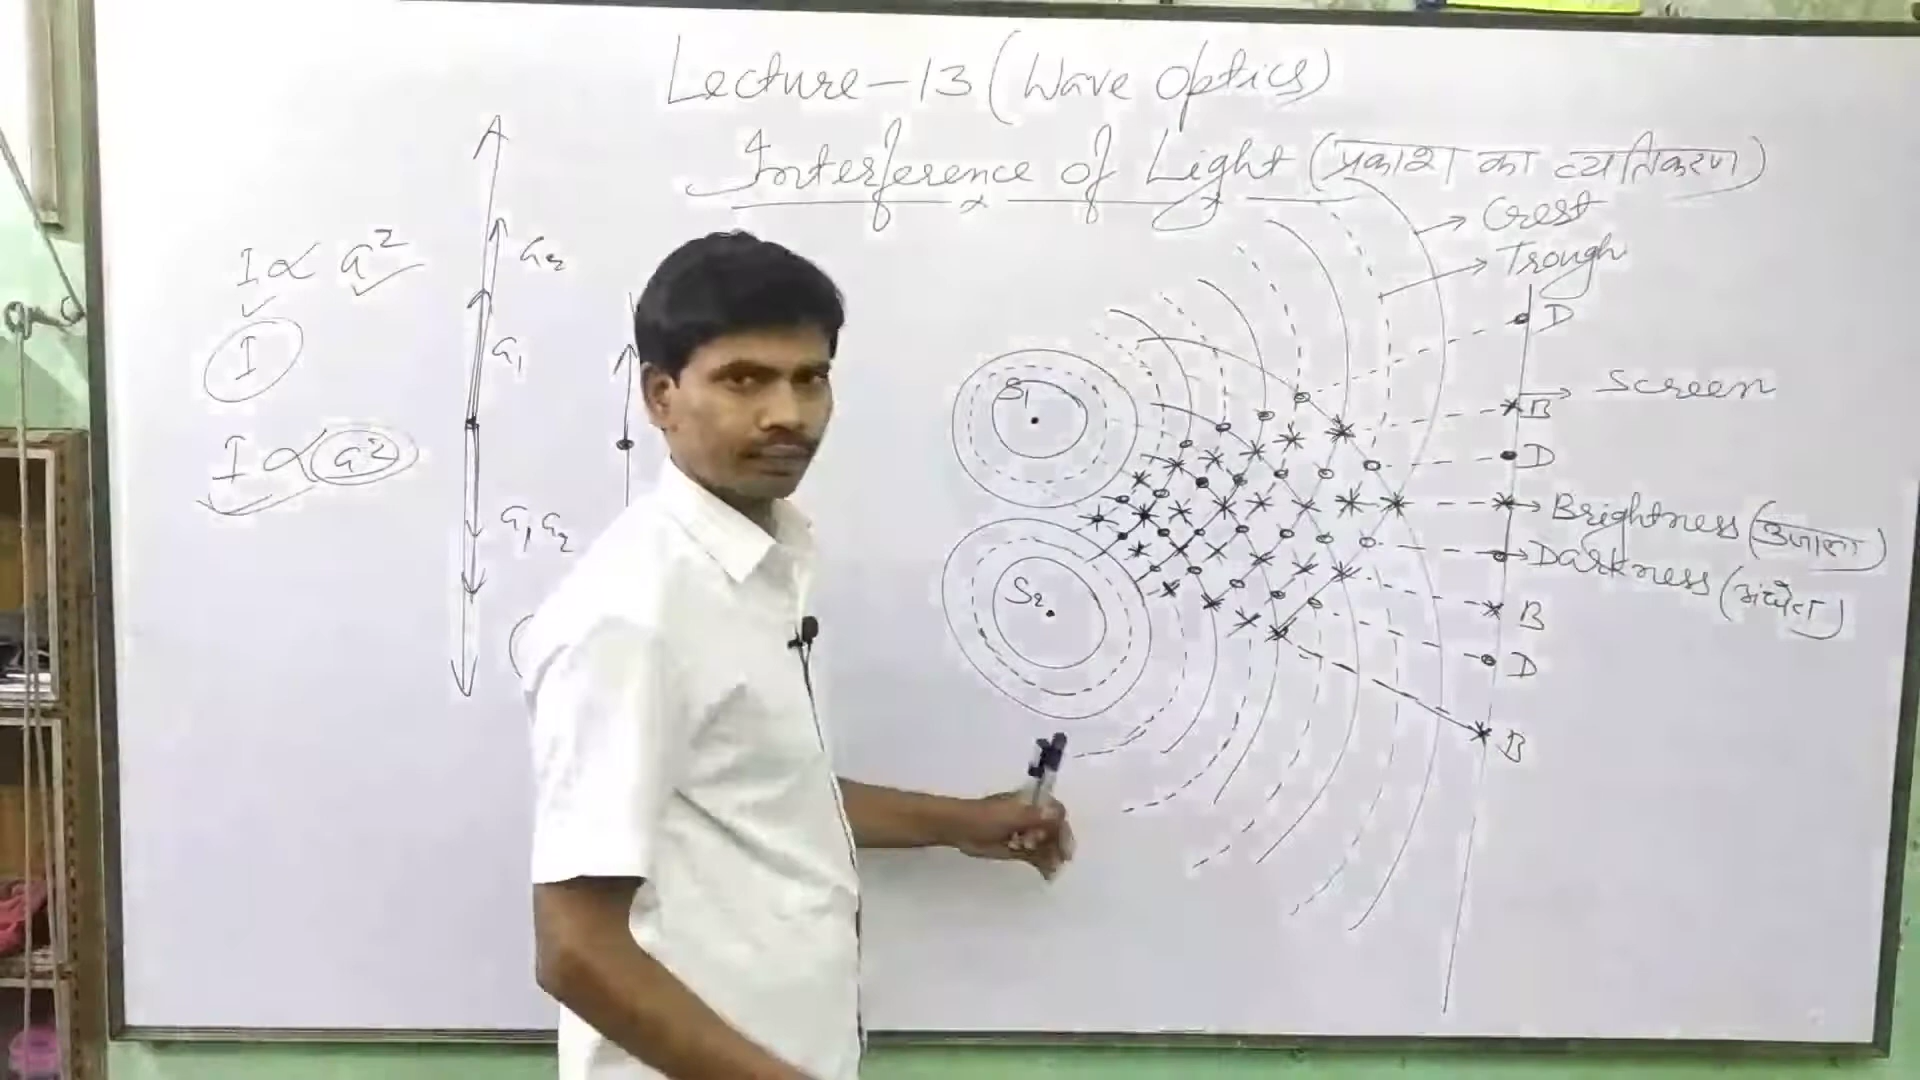 Lecture-13 (Wave Optics)
Interference of Light (प्रकाश का व्यतिकरण)
Crest
Trough
I ∝ a²
I
I ∝ a²
a₂
a₁
a₁ a₂
S₁
S₂
D
B
Screen
D
Brightness (उजाला)
Darkness (अंधेरा)
B
D
B